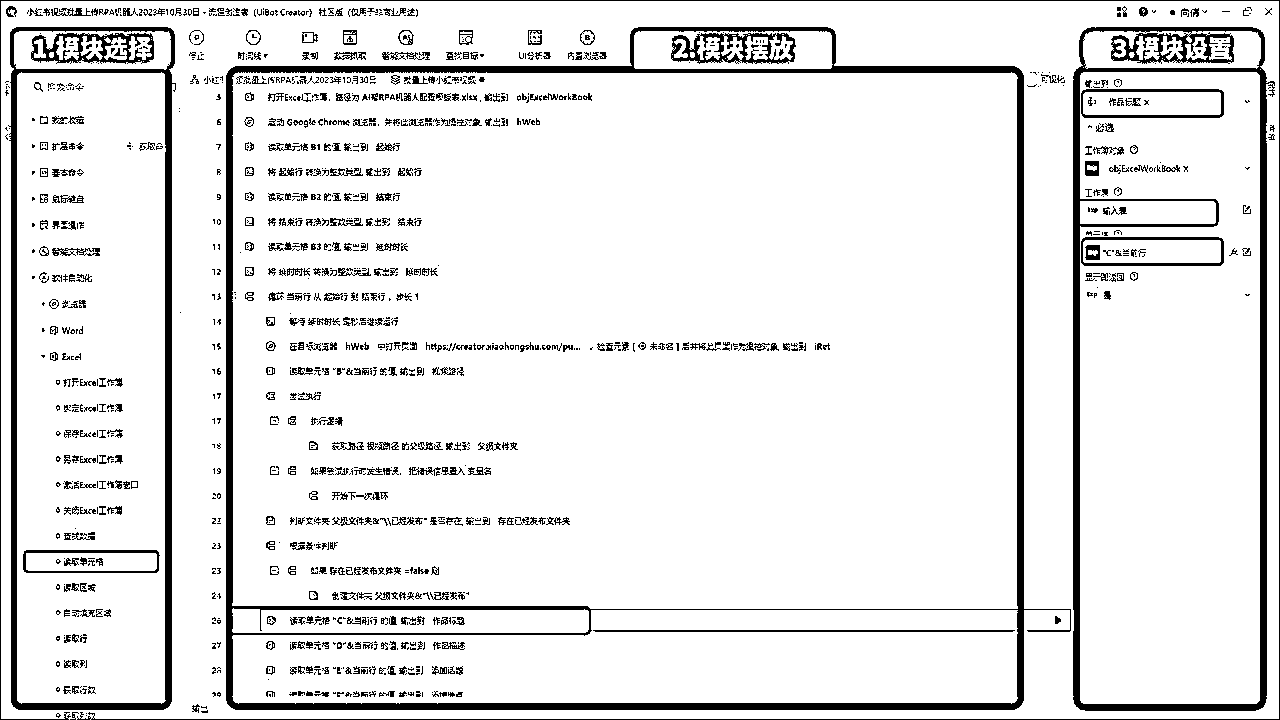 小红书视频批量上传RPA机器人2023年10月30日 - 流程创造者 (UiBot Creator) 社区版 (仅用于非商业用途)
向倩
1.模块选择
停止
时间线
录制
数据抓取
智能文档处理
查找目标
2.模块摆放
UI分析器
内置浏览器
3.模块设置
搜索命令
我的收藏
扩展命令
获取命
基本命令
鼠标键盘
界面操作
智能文档处理
软件自动化
浏览器
Word
Excel
打开Excel工作簿
绑定Excel工作簿
保存Excel工作簿
另存Excel工作簿
激活Excel工作簿窗口
关闭Excel工作簿
查找数据
读取单元格
读取区域
自动填充区域
读取行
读取列
获取行数
获取列数
小红书
频批量上传RPA机器人2023年10月30日
批量上传小红书视频
可视化
5 打开Excel工作簿，路径为 AI帮RPA机器人配置模板表.xlsx，输出到 objExcelWorkBook
6 启动 Google Chrome 浏览器，并将此浏览器作为操控对象，输出到 hWeb
7 读取单元格 B1 的值, 输出到 起始行
8 将 起始行 转换为整数类型, 输出到 起始行
9 读取单元格 B2 的值, 输出到 结束行
10 将 结束行 转换为整数类型, 输出到 结束行
11 读取单元格 B3 的值, 输出到 延时时长
12 将 延时时长 转换为整数类型, 输出到 延时时长
13 循环 当前行 从 起始行 到 结束行，步长 1
14 等待 延时时长 毫秒后继续运行
15 在目标浏览器 hWeb 中打开页面 https://creator.xiaohongshu.com/pu... ，检查元素 [ 未命名 ] 后并将此页面作为操控对象, 输出到 iRet
16 读取单元格 "B"&当前行 的值, 输出到 视频路径
17 尝试执行
17 执行逻辑
18 获取路径 视频路径 的父级路径, 输出到 父级文件夹
19 如果尝试执行时发生错误，把错误信息置入 变量名
20 开始下一次循环
22 判断文件夹 父级文件夹&"\\已经发布" 是否存在, 输出到 存在已经发布文件夹
23 根据条件判断
23 如果 存在已经发布文件夹 =false 则
24 创建文件夹 父级文件夹&"\\已经发布"
26 读取单元格 "C"&当前行 的值, 输出到 作品标题
27 读取单元格 "D"&当前行 的值, 输出到 作品描述
28 读取单元格 "E"&当前行 的值, 输出到 添加话题
29 读取单元格 "F"&当前行 的值, 输出到 添加地点
输出
输出到
作品标题 X
必选
工作簿对象
objExcelWorkBook X
工作表
Exp 输入表
单元格
Exp "C"&当前行
显示即返回
Exp 是